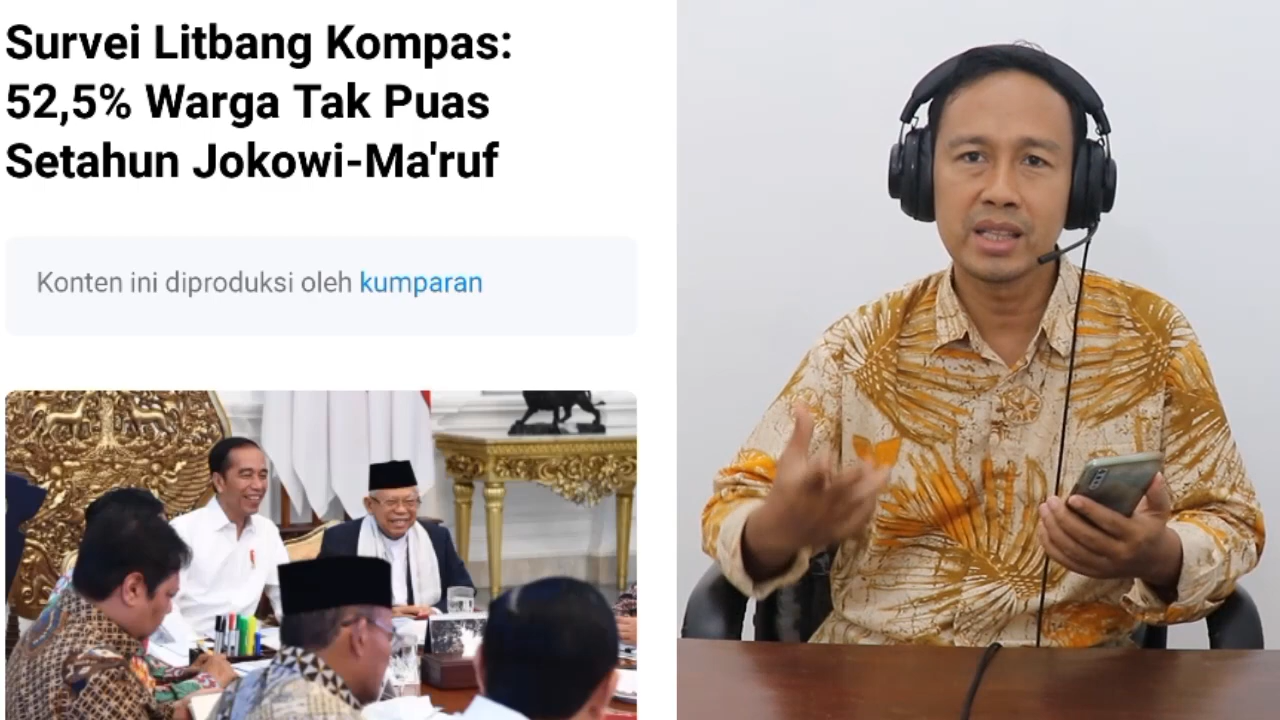 Survei Litbang Kompas:
52,5% Warga Tak Puas
Setahun Jokowi-Ma'ruf
Konten ini diproduksi oleh kumparan